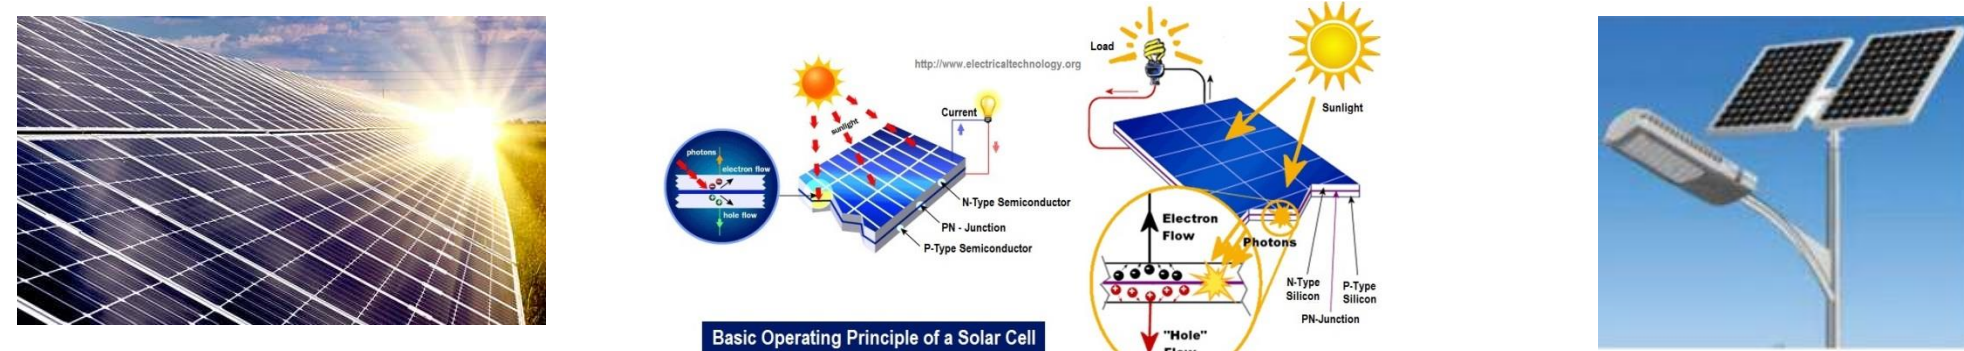 http://www.electricaltechnology.org
sunlight
Current
photons
electron flow
hole flow
N-Type Semiconductor
PN - Junction
P-Type Semiconductor
Basic Operating Principle of a Solar Cell
Load
Sunlight
Electron
Flow
Photons
N-Type
Silicon
P-Type
Silicon
PN-Junction
"Hole"